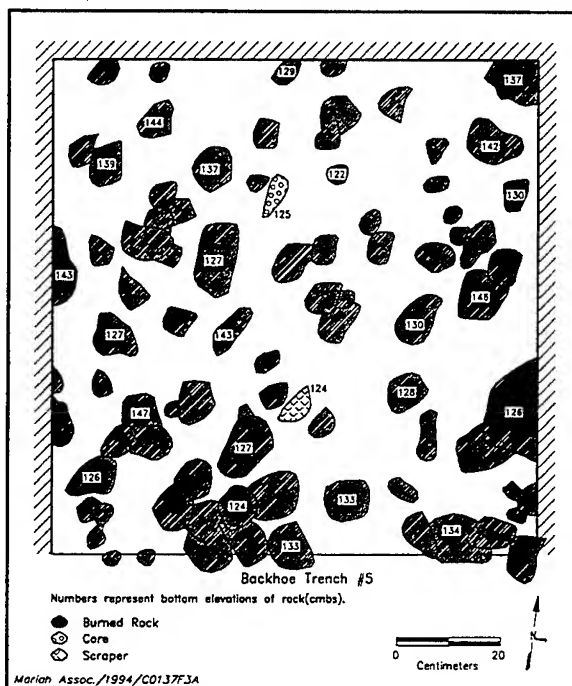 129 137
144
142
139 137 122
130
125
143 127 148
127 143 130
124
128
147 126
127
126
124 133
133 134
Backhoe Trench #5
Numbers represent bottom elevations of rock(cmbs).
Burned Rock
Core
Scraper
0 20
Centimeters
Mariah Assoc./1994/C0137F3A